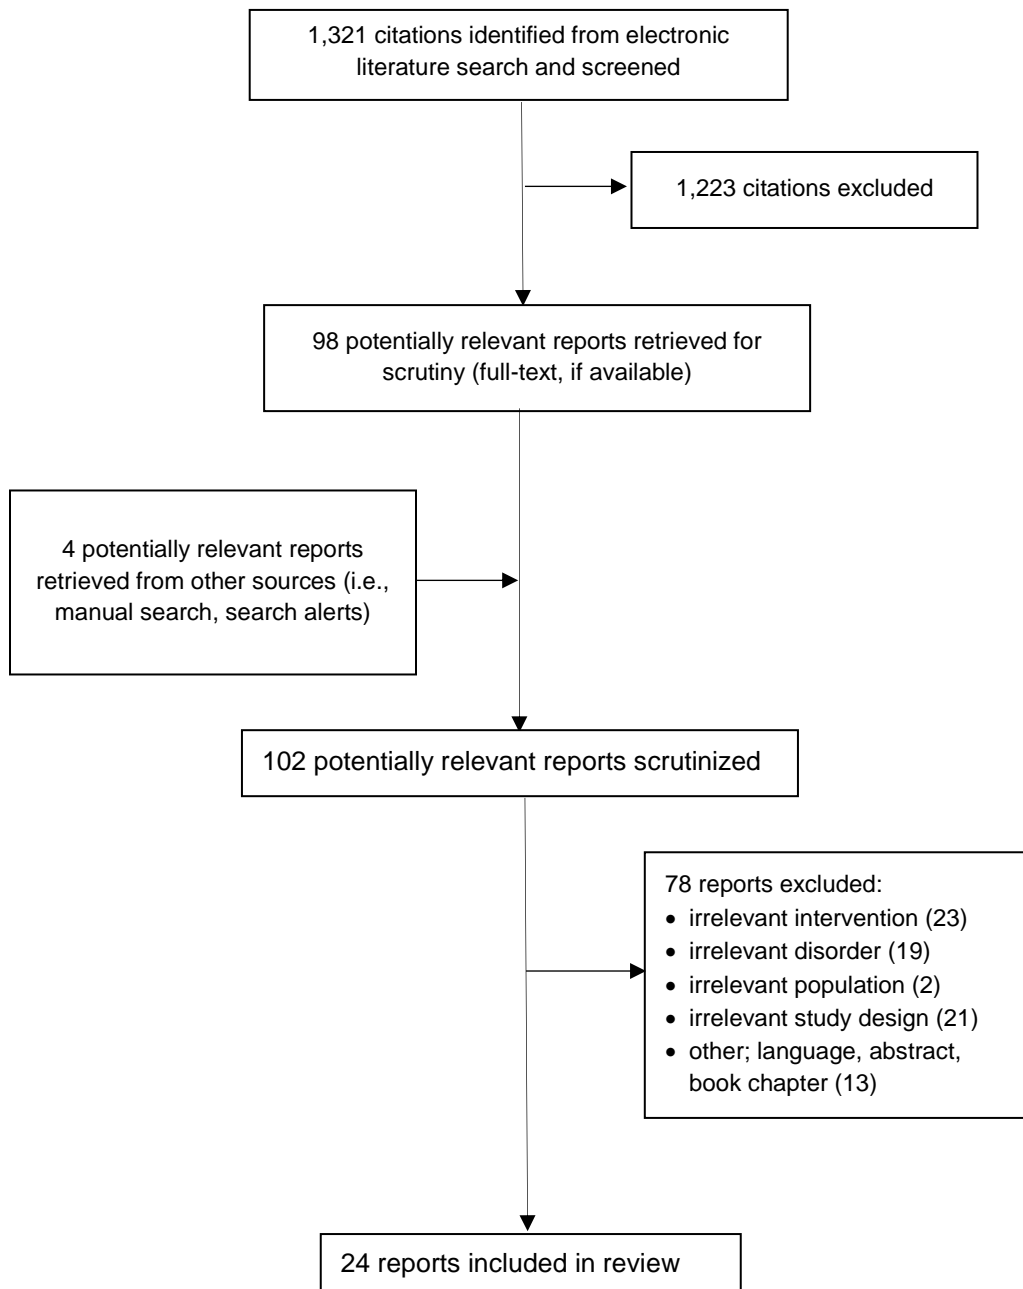 1,321 citations identified from electronic
literature search and screened
1,223 citations excluded
98 potentially relevant reports retrieved for
scrutiny (full-text, if available)
4 potentially relevant reports
retrieved from other sources (i.e.,
manual search, search alerts)
102 potentially relevant reports scrutinized
78 reports excluded:
• irrelevant intervention (23)
• irrelevant disorder (19)
• irrelevant population (2)
• irrelevant study design (21)
• other; language, abstract,
book chapter (13)
24 reports included in review